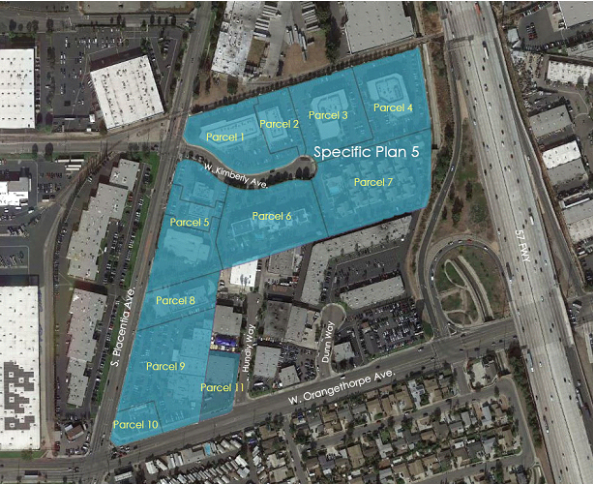 Parcel 1
Parcel 2
Parcel 3
Parcel 4
Specific Plan 5
W. Kimberly Ave.
Parcel 7
Parcel 5
Parcel 6
57 FWY
Parcel 8
S. Placentia Ave.
Hundly Way
Dunn Way
Parcel 9
Parcel 11
W. Orangethorpe Ave.
Parcel 10